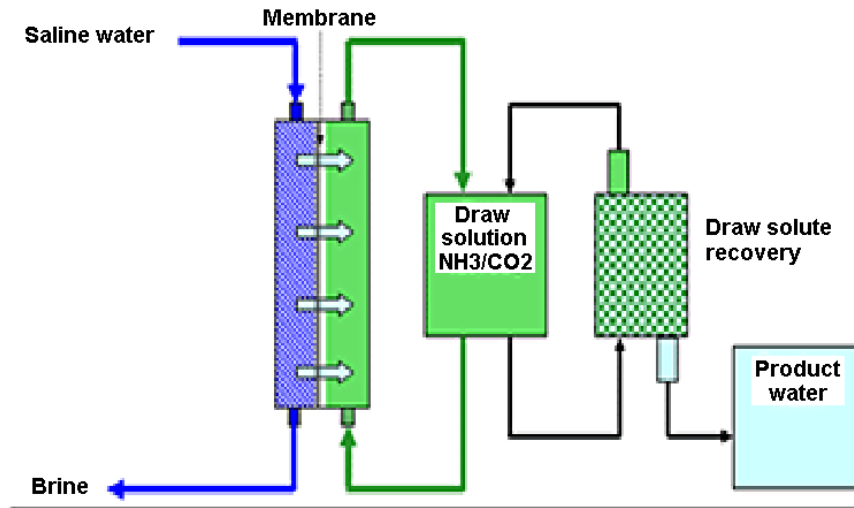 Membrane
Saline water
Draw
solution
NH3/CO2
Draw solute
recovery
Product
water
Brine